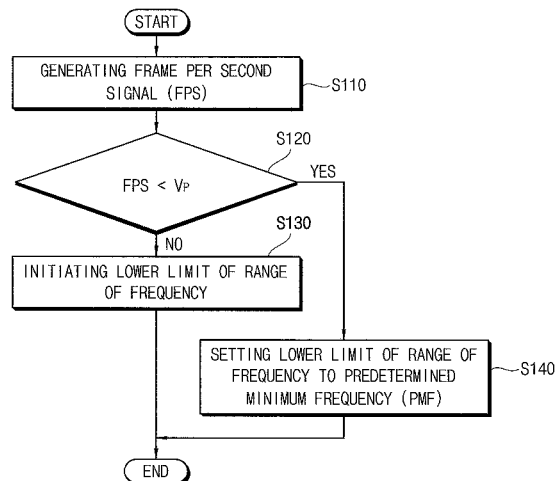 START
GENERATING FRAME PER SECOND
SIGNAL (FPS)
S110
S120
FPS < VP
YES
NO
S130
INITIATING LOWER LIMIT OF RANGE
OF FREQUENCY
SETTING LOWER LIMIT OF RANGE OF
FREQUENCY TO PREDETERMINED
MINIMUM FREQUENCY (PMF)
S140
END